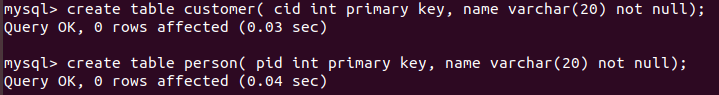 mysql> create table customer( cid int primary key, name varchar(20) not null);
Query OK, 0 rows affected (0.03 sec)
mysql> create table person( pid int primary key, name varchar(20) not null);
Query OK, 0 rows affected (0.04 sec)